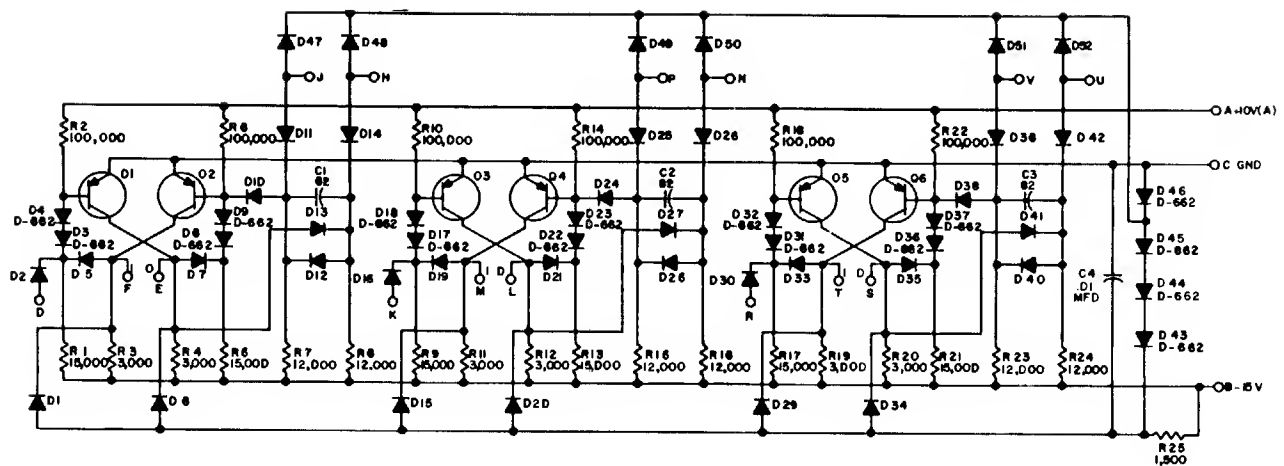 D47 D48 D49 D50 D51 D52
J H P N V U
A+10V(A)
R2 100,000
R6 100,000
D11 D14
R10 100,000
R14 100,000
D25 D26
R18 100,000
R22 100,000
D38 D42
C GND
Q1 Q2 D10
C1 82
D13
D12
Q3 Q4 D24
C2 82
D27
D26
Q5 Q6 D38
C3 82
D41
D40
D4 D-662
D3 D-662
D5
D2
D
1 F
0 E
D9 D-662
D8 D-662
D7
D16
K
D18 D-662
D17 D-662
D19
1 M
0 L
D23 D-662
D22 D-662
D21
D30
R
D32 D-662
D31 D-662
D33
1 T
0 S
D37 D-662
D36 D-662
D35
D46 D-662
D45 D-662
D44 D-662
D43 D-662
C4 .01 MFD
R1 15,000
R3 3,000
R4 3,000
R5 15,000
R7 12,000
R8 12,000
R9 15,000
R11 3,000
R12 3,000
R13 15,000
R15 12,000
R16 12,000
R17 15,000
R19 3,000
R20 3,000
R21 15,000
R23 12,000
R24 12,000
B-15V
D1 D6 D15 D20 D29 D34
R25 1,500